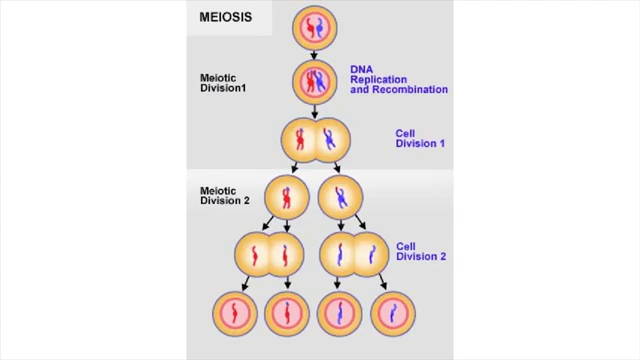 MEIOSIS
DNA
Replication
and Recombination
Meiotic
Division1
Cell
Division 1
Meiotic
Division 2
Cell
Division 2